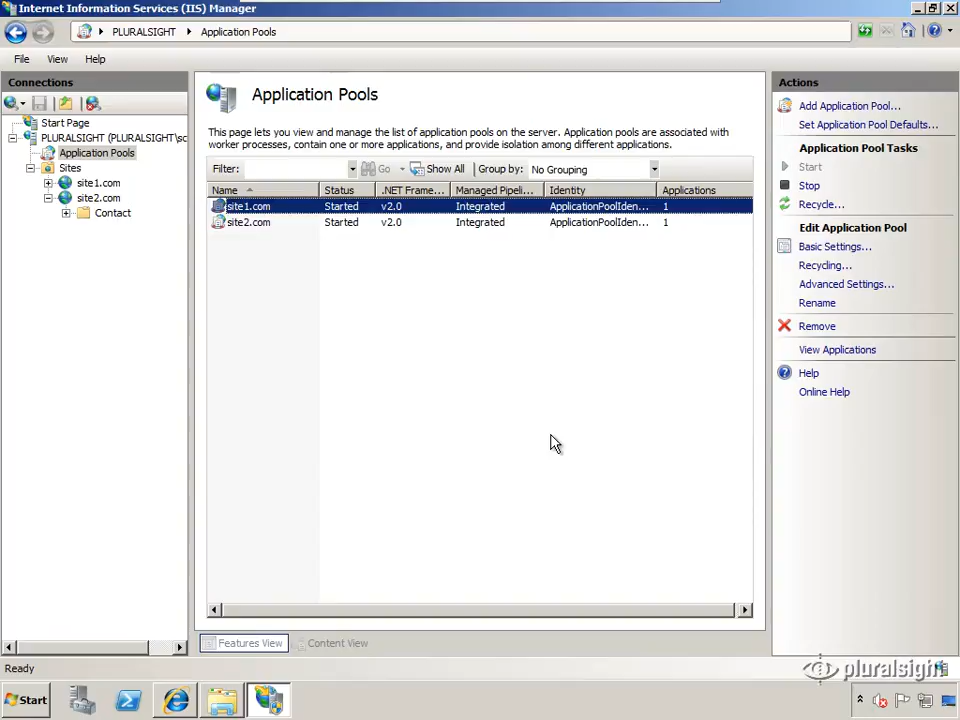 Internet Information Services (IIS) Manager
PLURALSIGHT
Application Pools
File View Help
Connections
Start Page
PLURALSIGHT (PLURALSIGHT\sc
Application Pools
Sites
site1.com
site2.com
Contact
Application Pools
This page lets you view and manage the list of application pools on the server. Application pools are associated with
worker processes, contain one or more applications, and provide isolation among different applications.
Filter: Go Show All Group by: No Grouping
Name Status .NET Frame... Managed Pipeli... Identity Applications
site1.com Started v2.0 Integrated ApplicationPoolIden... 1
site2.com Started v2.0 Integrated ApplicationPoolIden... 1
Features View Content View
Actions
Add Application Pool...
Set Application Pool Defaults...
Application Pool Tasks
Start
Stop
Recycle...
Edit Application Pool
Basic Settings...
Recycling...
Advanced Settings...
Rename
Remove
View Applications
Help
Online Help
Ready
pluralsight
Start